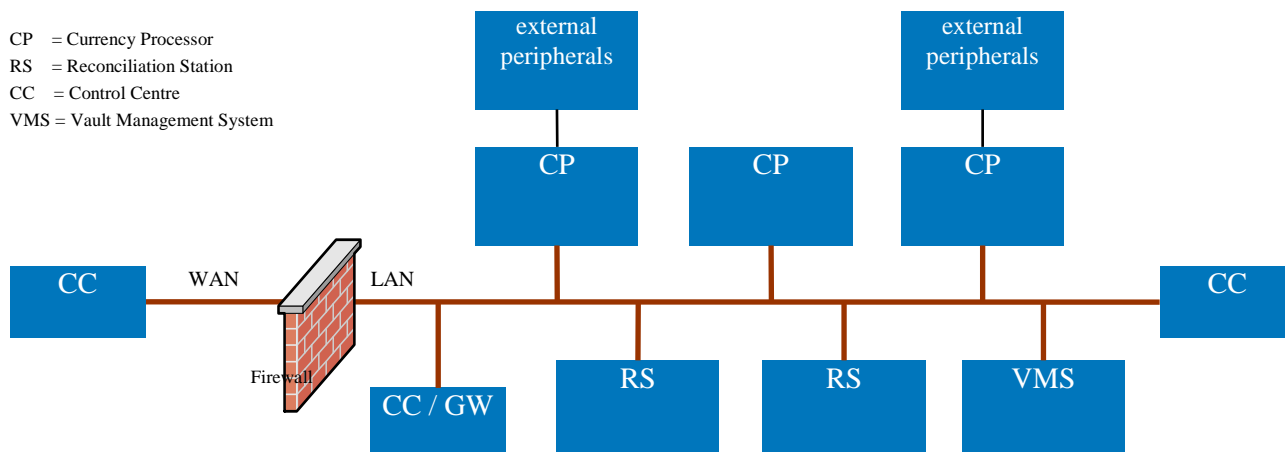 CP = Currency Processor
RS = Reconciliation Station
CC = Control Centre
VMS = Vault Management System
external
peripherals
external
peripherals
CP
CP
CP
CC
WAN
LAN
CC
Firewall
CC / GW
RS
RS
VMS